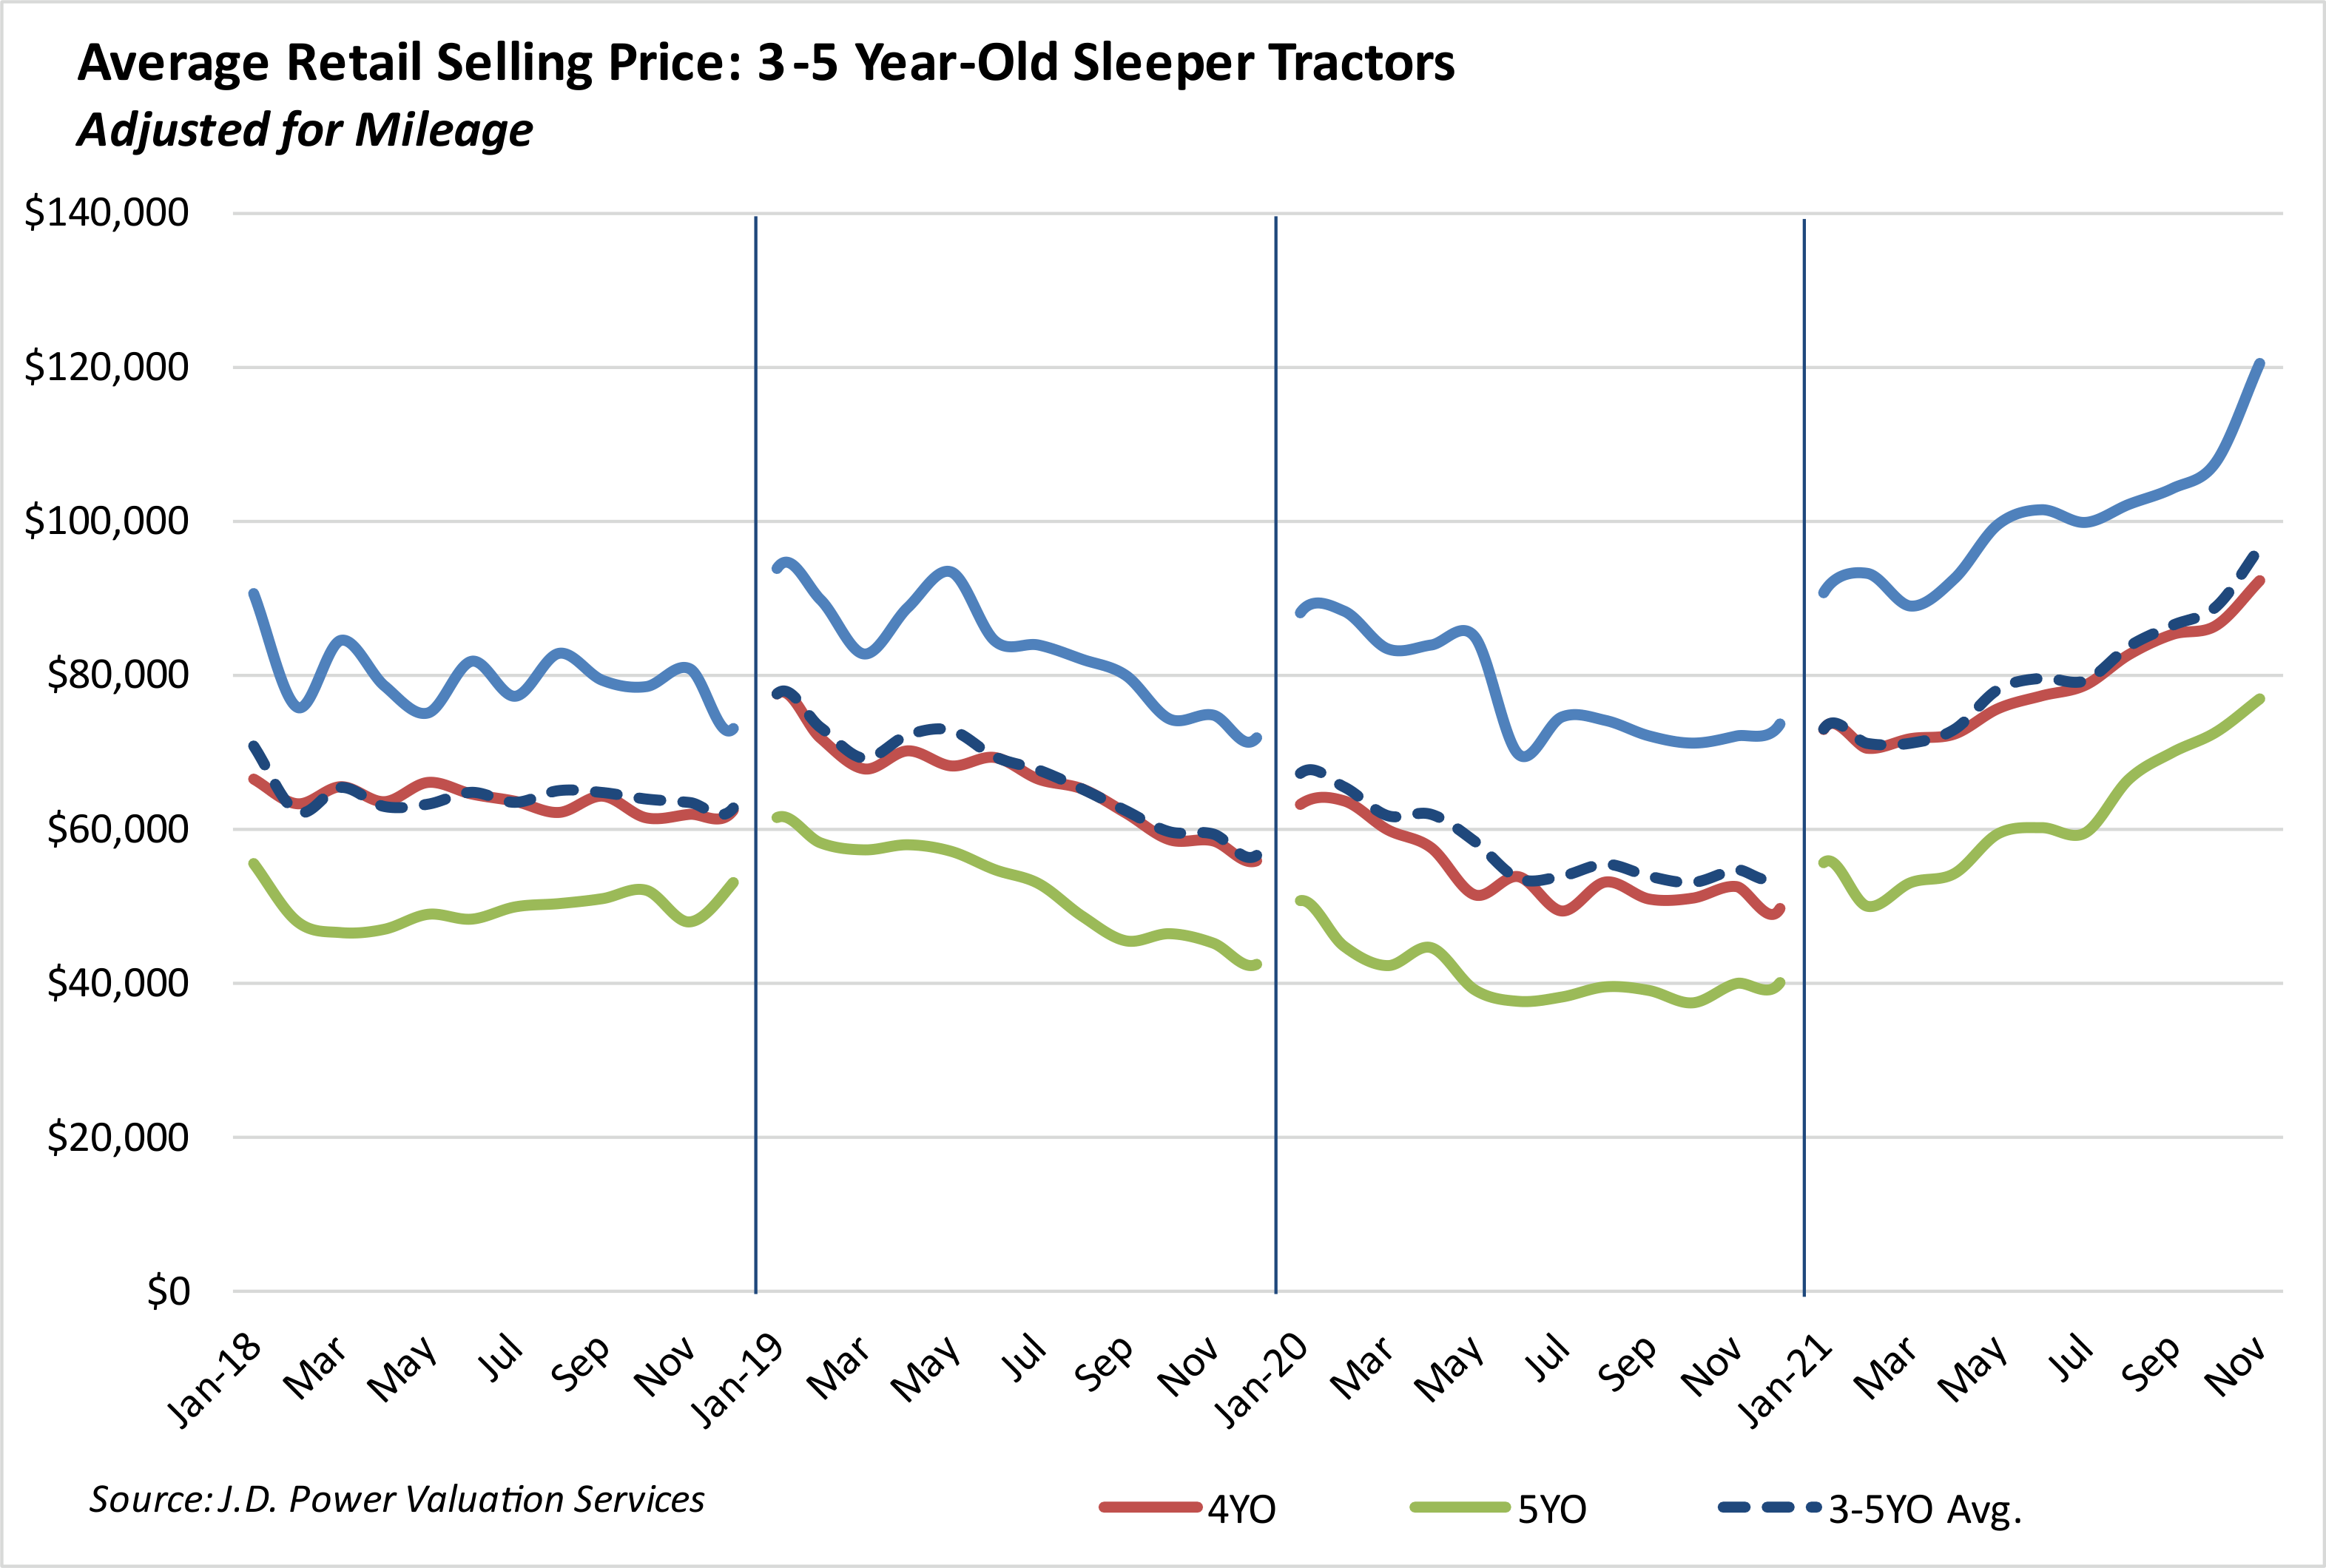 Average Retail Selling Price: 3-5 Year-Old Sleeper Tractors
Adjusted for Mileage
$140,000
$120,000
$100,000
$80,000
$60,000
$40,000
$20,000
$0
Jan-18
Mar
May
Jul
Sep
Nov
Jan-19
Mar
May
Jul
Sep
Nov
Jan-20
Mar
May
Jul
Sep
Nov
Jan-21
Mar
May
Jul
Sep
Nov
Source: J.D. Power Valuation Services
4YO
5YO
3-5YO Avg.